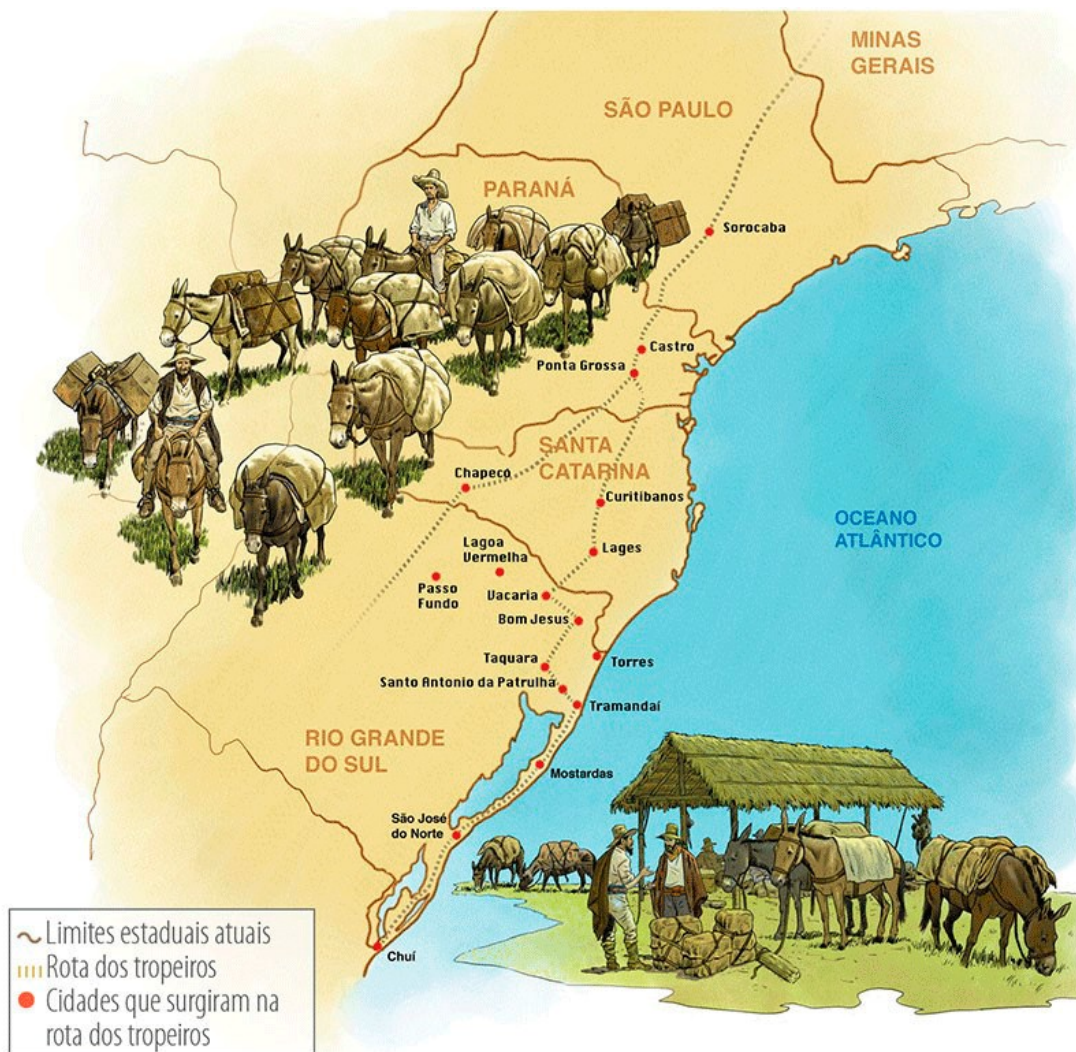 MINAS
GERAIS
SÃO PAULO
PARANÁ
Sorocaba
Castro
Ponta Grossa
SANTA
CATARINA
Chapecó
Curitibanos
OCEANO
ATLÂNTICO
Lages
Lagoa
Vermelha
Passo
Fundo
Vacaria
Bom Jesus
Taquara
Torres
Santo Antonio da Patrulha
Tramandaí
RIO GRANDE
DO SUL
Mostardas
São José
do Norte
Chuí
Limites estaduais atuais
Rota dos tropeiros
Cidades que surgiram na
rota dos tropeiros